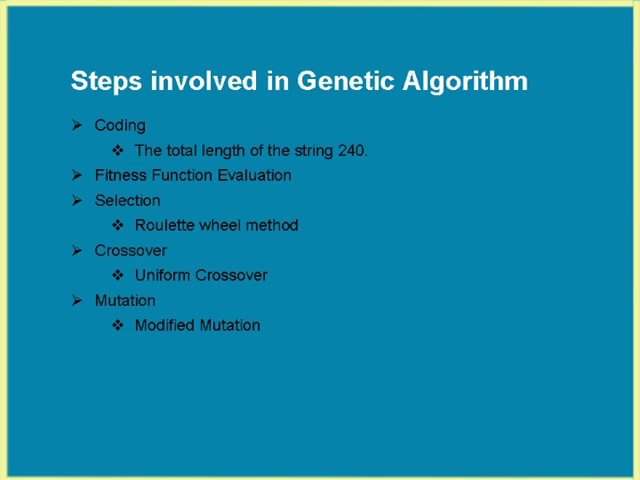 Steps involved in Genetic Algorithm
➢ Coding
❖ The total length of the string 240.
➢ Fitness Function Evaluation
➢ Selection
❖ Roulette wheel method
➢ Crossover
❖ Uniform Crossover
➢ Mutation
❖ Modified Mutation